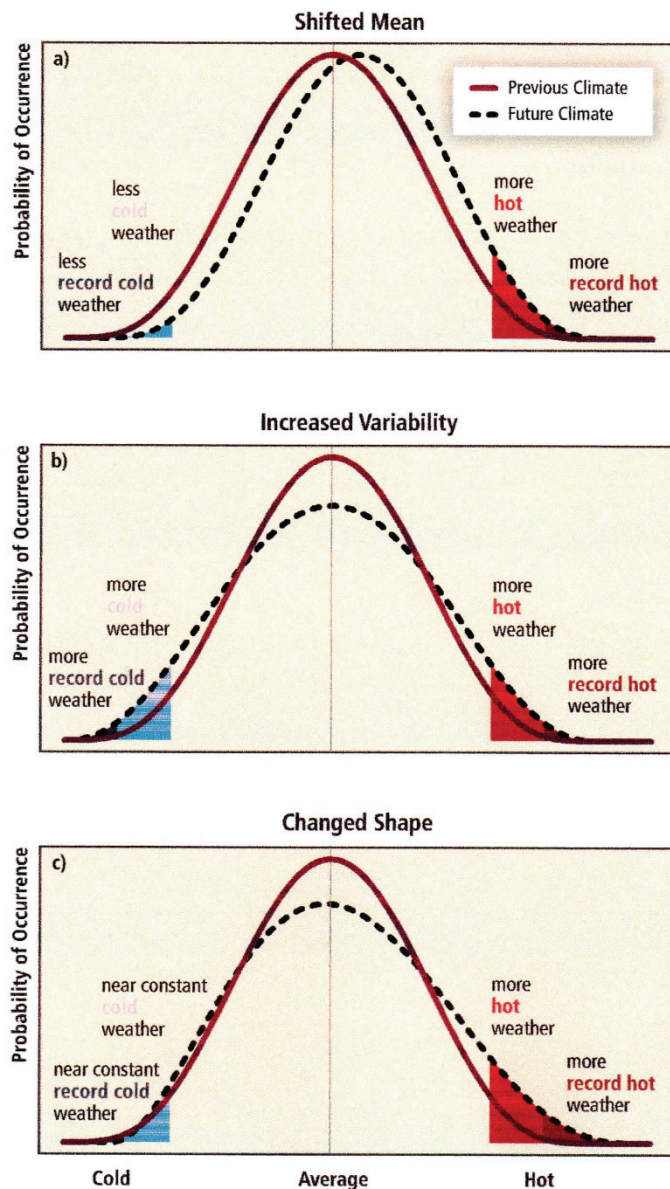 Shifted Mean
a)
Previous Climate
Future Climate
Probability of Occurrence
less
cold
weather
less
record cold
weather
more
hot
weather
more
record hot
weather
Increased Variability
b)
Probability of Occurrence
more
cold
weather
more
record cold
weather
more
hot
weather
more
record hot
weather
Changed Shape
c)
Probability of Occurrence
near constant
cold
weather
near constant
record cold
weather
more
hot
weather
more
record hot
weather
Cold
Average
Hot